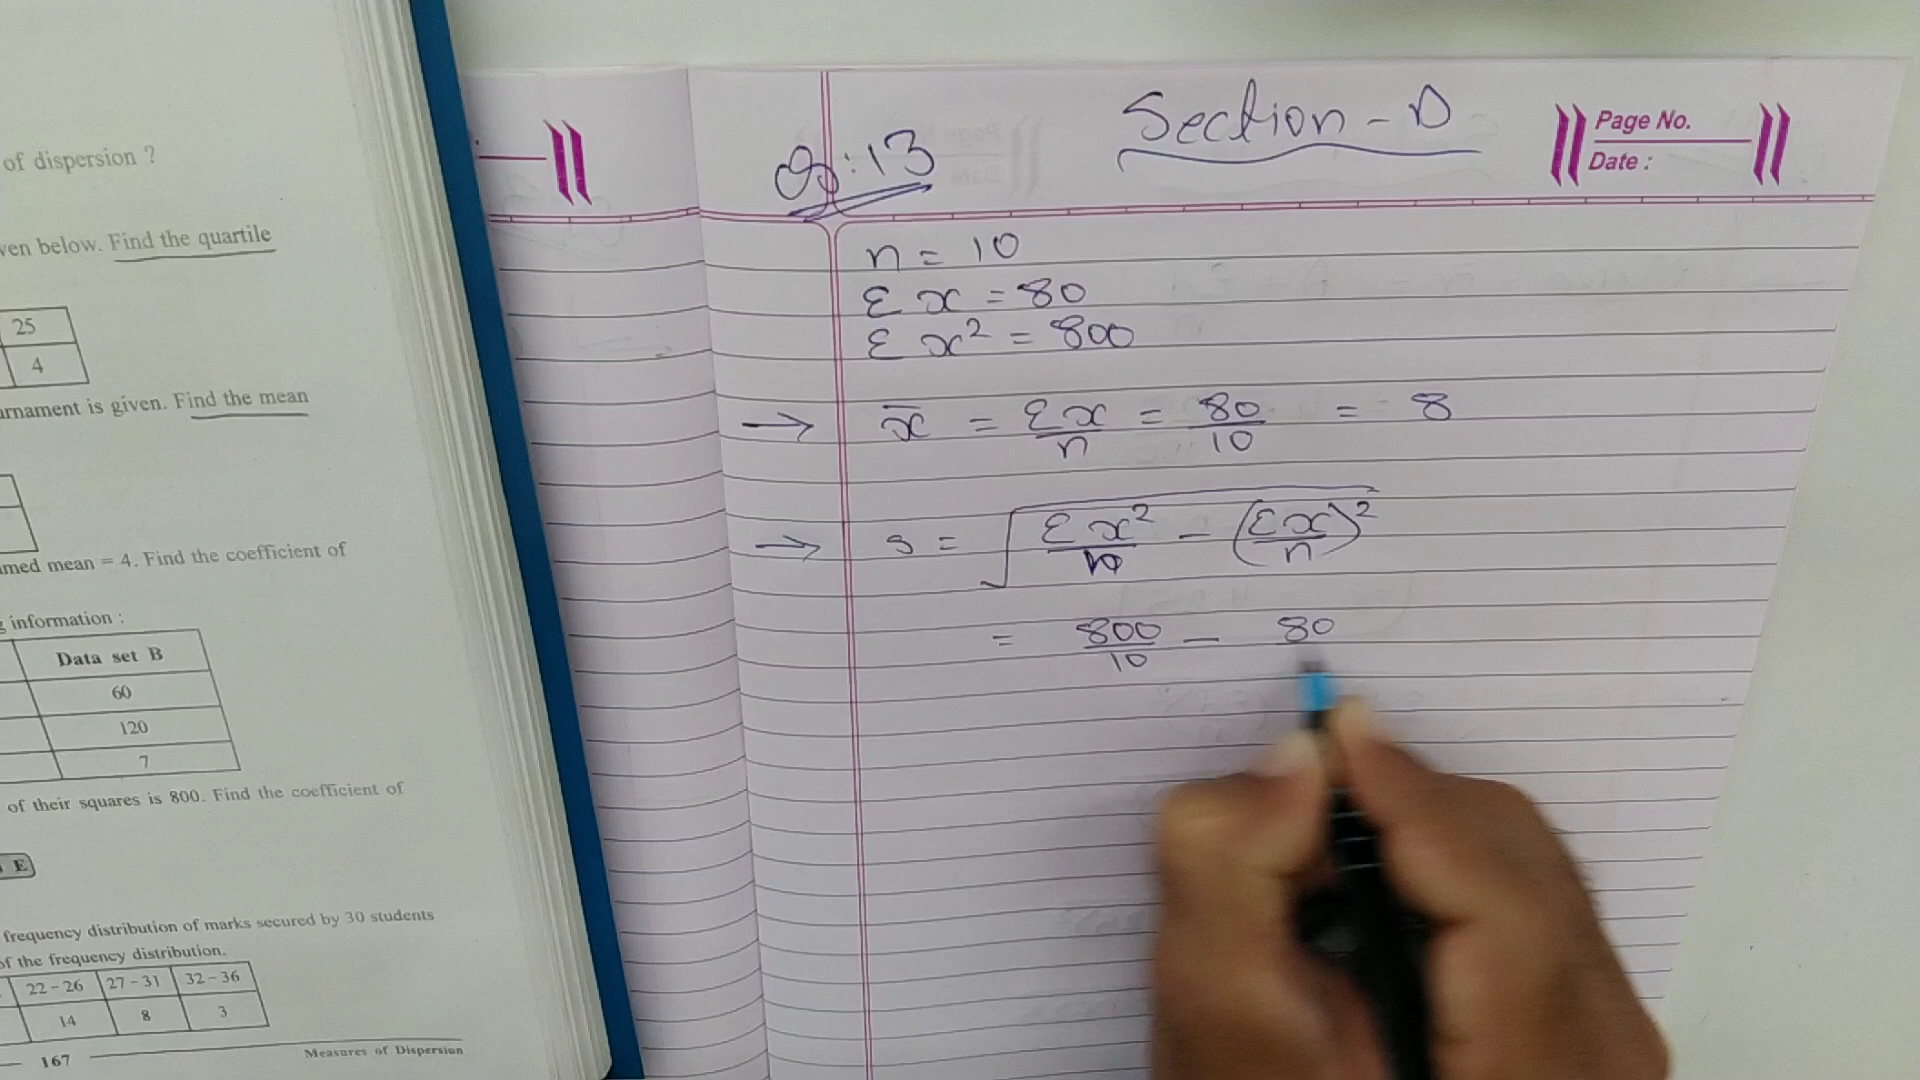 of dispersion ?
ven below. Find the quartile
25
4
rnament is given. Find the mean
med mean = 4. Find the coefficient of
information :
Data set B
60
120
7
of their squares is 800. Find the coefficient of
E
frequency distribution of marks secured by 30 students
of the frequency distribution.
22 – 26 27 – 31 32 – 36
14 8 3
167 Measures of Dispersion
Section - D
Page No.
Date :
Q:13
n = 10
Σx = 80
Σx² = 800
→ x̄ = Σx/n = 80/10 = 8
→ s = √(Σx²/n - (Σx/n)²)
= 800/10 - 80